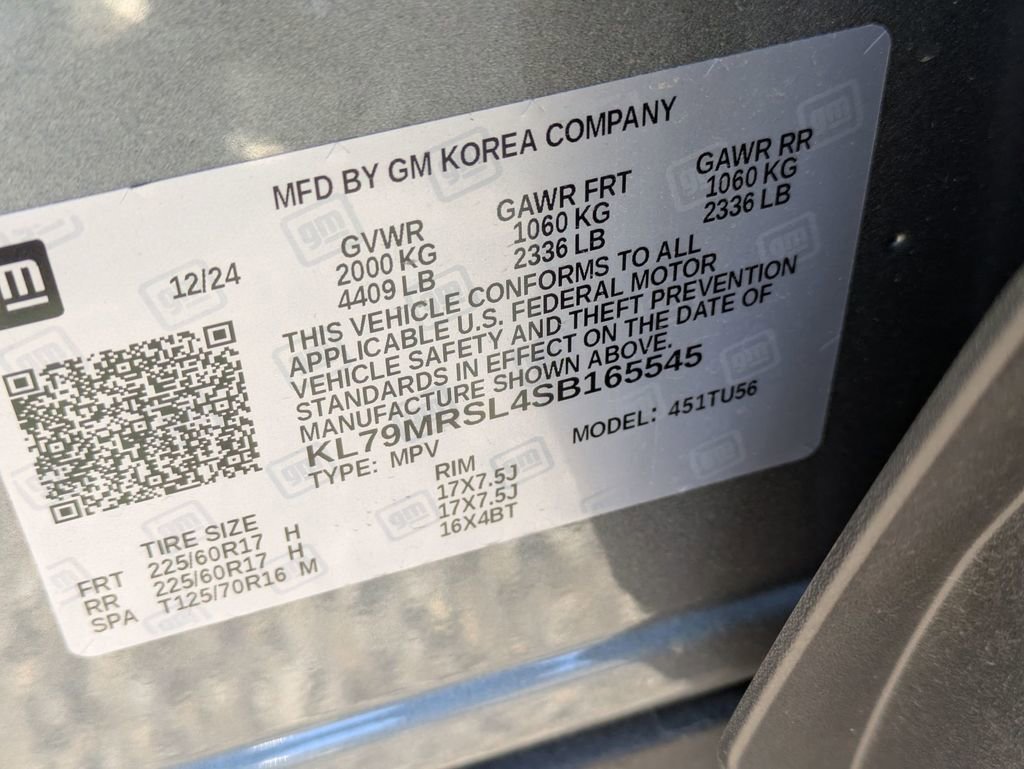 MFD BY GM KOREA COMPANY
12/24
GVWR GAWR FRT GAWR RR
2000 KG 1060 KG 1060 KG
4409 LB 2336 LB 2336 LB
THIS VEHICLE CONFORMS TO ALL
APPLICABLE U.S. FEDERAL MOTOR
VEHICLE SAFETY AND THEFT PREVENTION
STANDARDS IN EFFECT ON THE DATE OF
MANUFACTURE SHOWN ABOVE.
KL79MRSL4SB165545
TYPE: MPV MODEL: 451TU56
TIRE SIZE RIM
FRT 225/60R17 H 17X7.5J
RR 225/60R17 H 17X7.5J
SPA T125/70R16 M 16X4BT